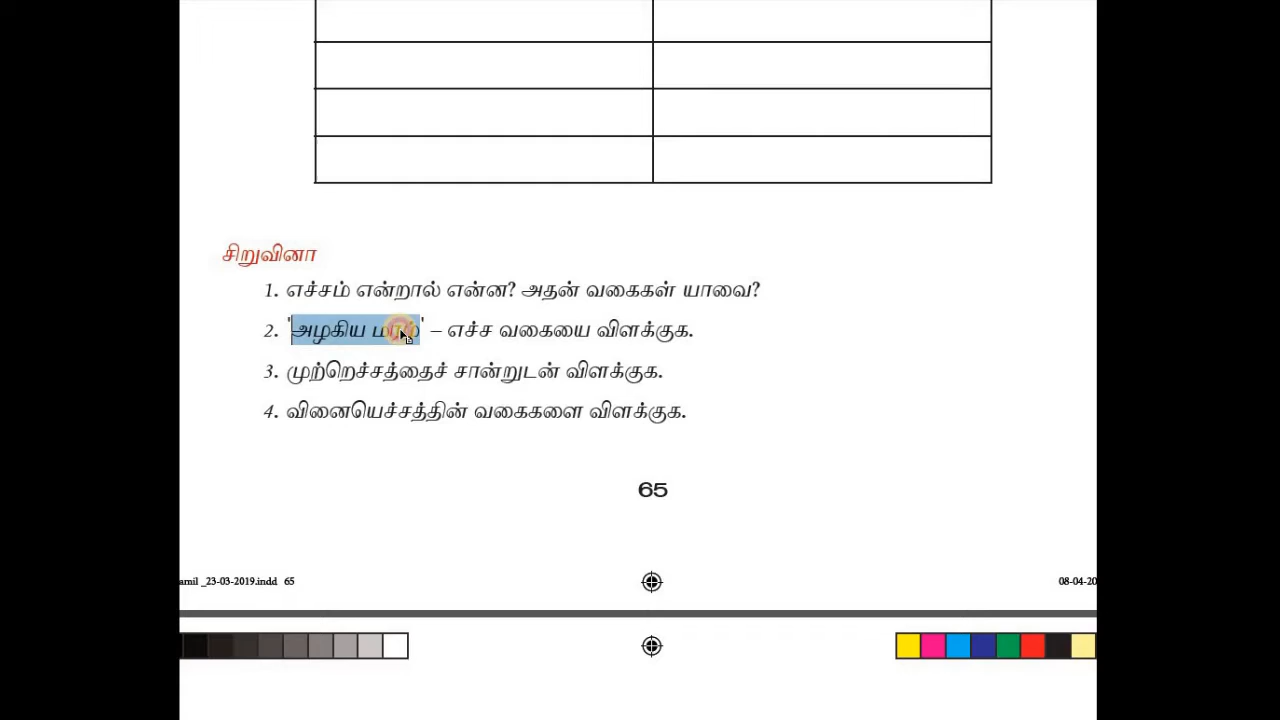 சிறுவினா
1. எச்சம் என்றால் என்ன? அதன் வகைகள் யாவை?
2. 'அழகிய மரம்' – எச்ச வகையை விளக்குக.
3. முற்றெச்சத்தைச் சான்றுடன் விளக்குக.
4. வினையெச்சத்தின் வகைகளை விளக்குக.
65
amil _23-03-2019.indd 65 08-04-20